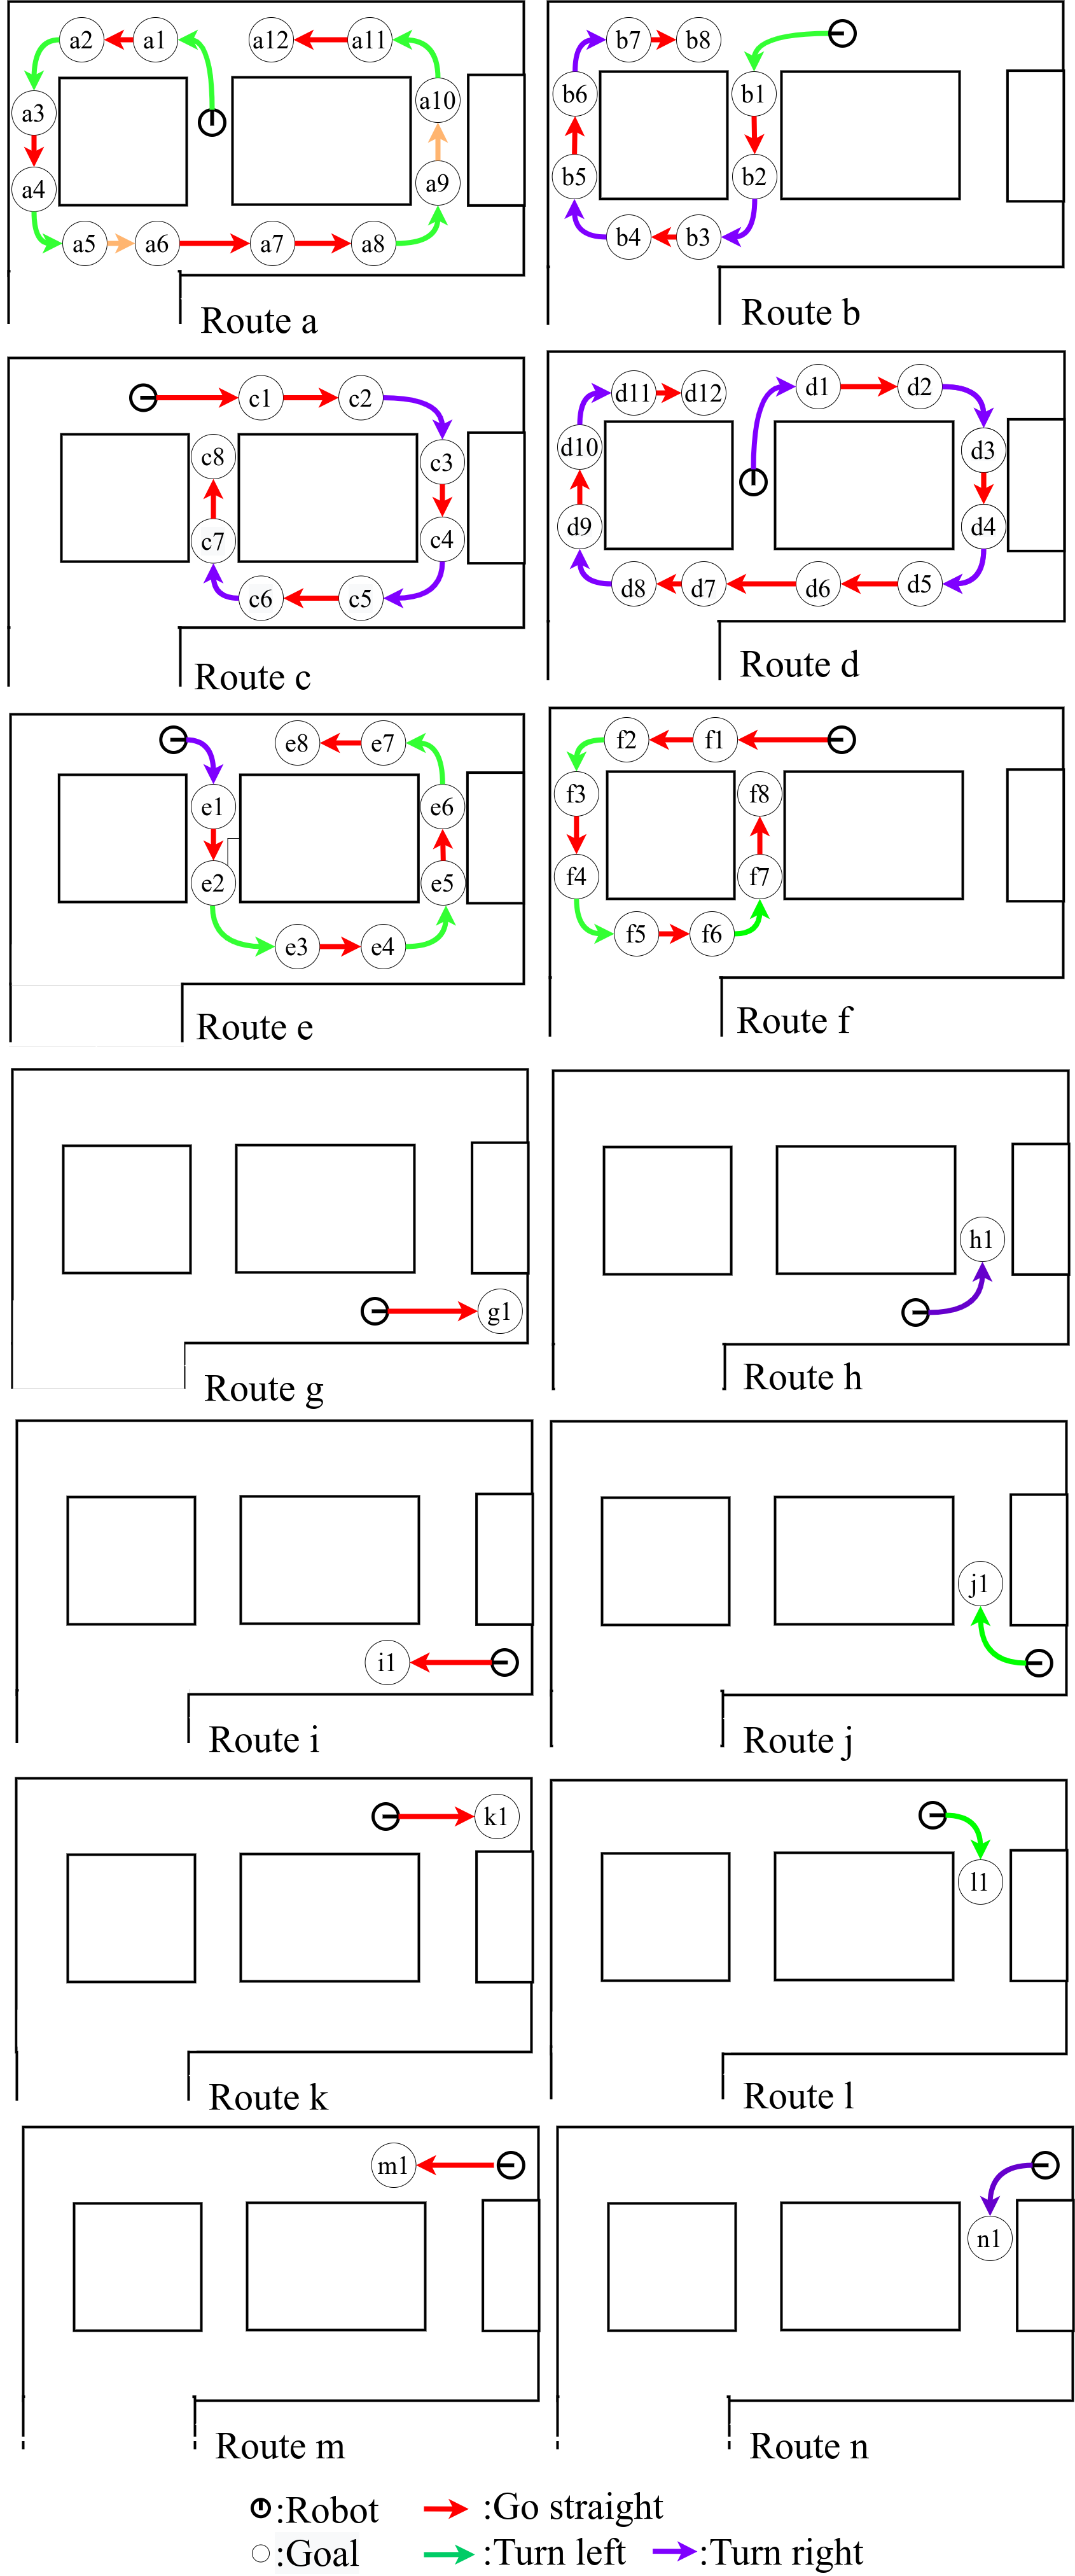 a2 a1 a12 a11
a3 a10
a4 a9
a5 a6 a7 a8
Route a
b7 b8
b6 b1
b5 b2
b4 b3
Route b
c1 c2
c8 c3
c7 c4
c6 c5
Route c
d11 d12 d1 d2
d10 d3
d9 d4
d8 d7 d6 d5
Route d
e8 e7
e1 e6
e2 e5
e3 e4
Route e
f2 f1
f3 f8
f4 f7
f5 f6
Route f
g1
Route g
h1
Route h
i1
Route i
j1
Route j
k1
Route k
l1
Route l
m1
Route m
n1
Route n
:Robot :Go straight
:Goal :Turn left :Turn right